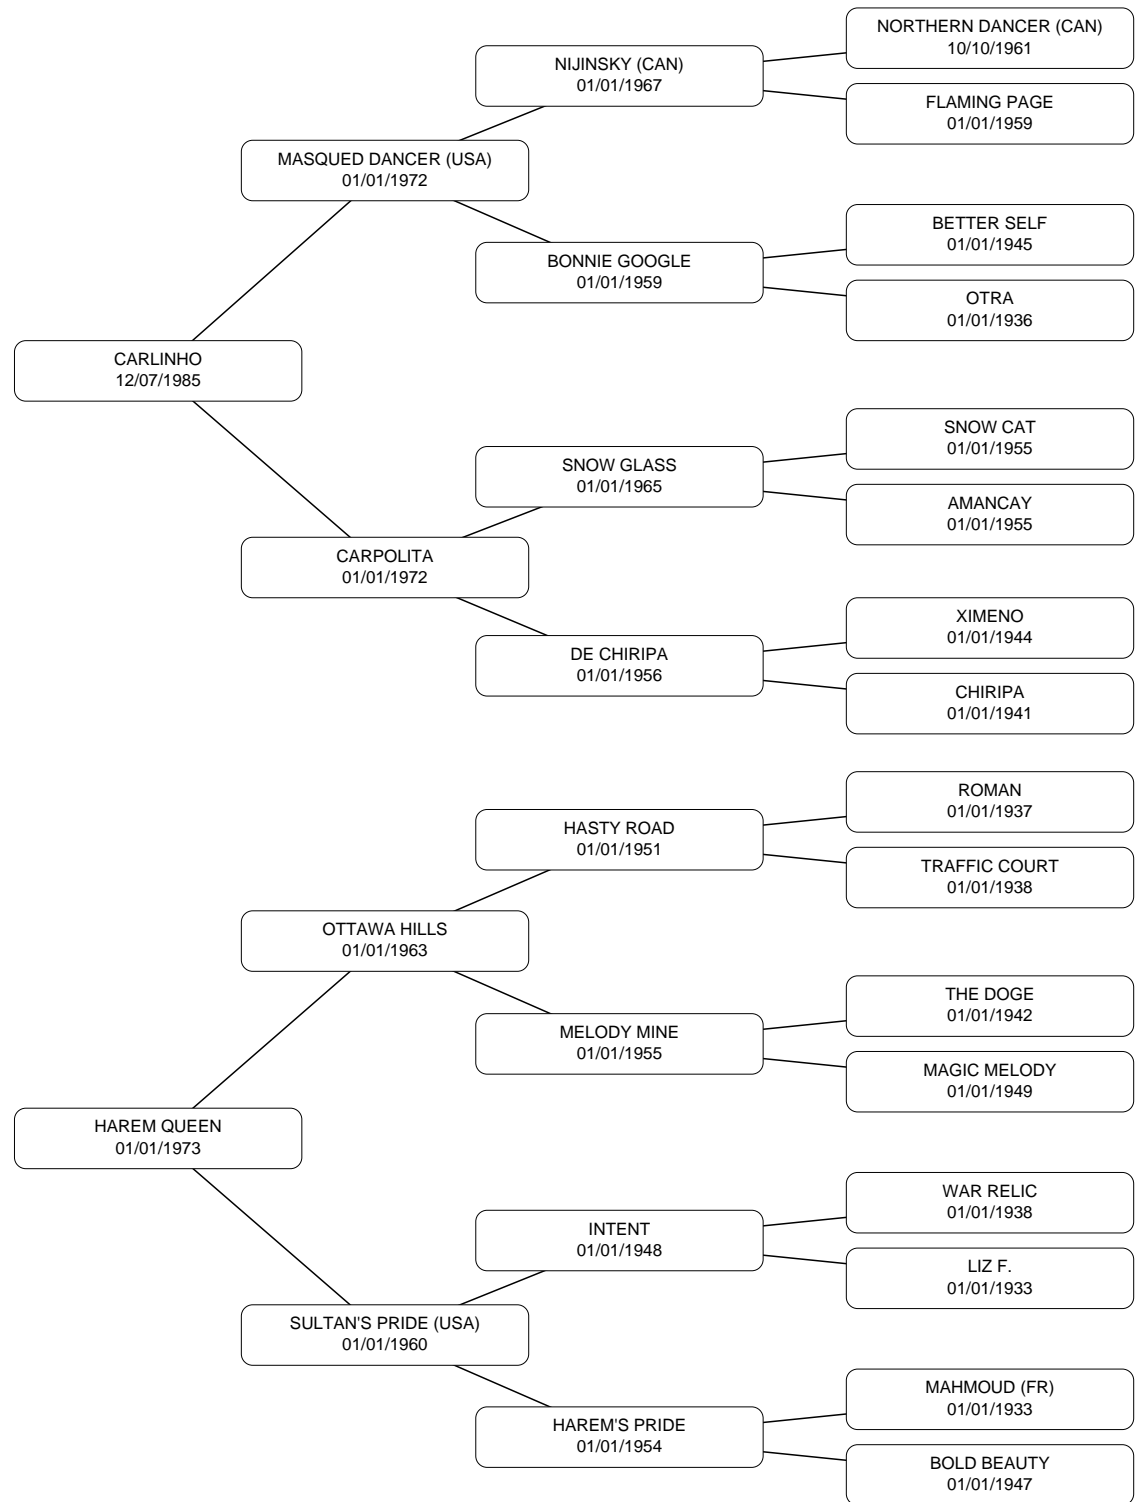 NORTHERN DANCER (CAN)
10/10/1961
NIJINSKY (CAN)
01/01/1967
FLAMING PAGE
01/01/1959
MASQUED DANCER (USA)
01/01/1972
BETTER SELF
01/01/1945
BONNIE GOOGLE
01/01/1959
OTRA
01/01/1936
CARLINHO
12/07/1985
SNOW CAT
01/01/1955
SNOW GLASS
01/01/1965
AMANCAY
01/01/1955
CARPOLITA
01/01/1972
XIMENO
01/01/1944
DE CHIRIPA
01/01/1956
CHIRIPA
01/01/1941
ROMAN
01/01/1937
HASTY ROAD
01/01/1951
TRAFFIC COURT
01/01/1938
OTTAWA HILLS
01/01/1963
THE DOGE
01/01/1942
MELODY MINE
01/01/1955
MAGIC MELODY
01/01/1949
HAREM QUEEN
01/01/1973
WAR RELIC
01/01/1938
INTENT
01/01/1948
LIZ F.
01/01/1933
SULTAN'S PRIDE (USA)
01/01/1960
MAHMOUD (FR)
01/01/1933
HAREM'S PRIDE
01/01/1954
BOLD BEAUTY
01/01/1947